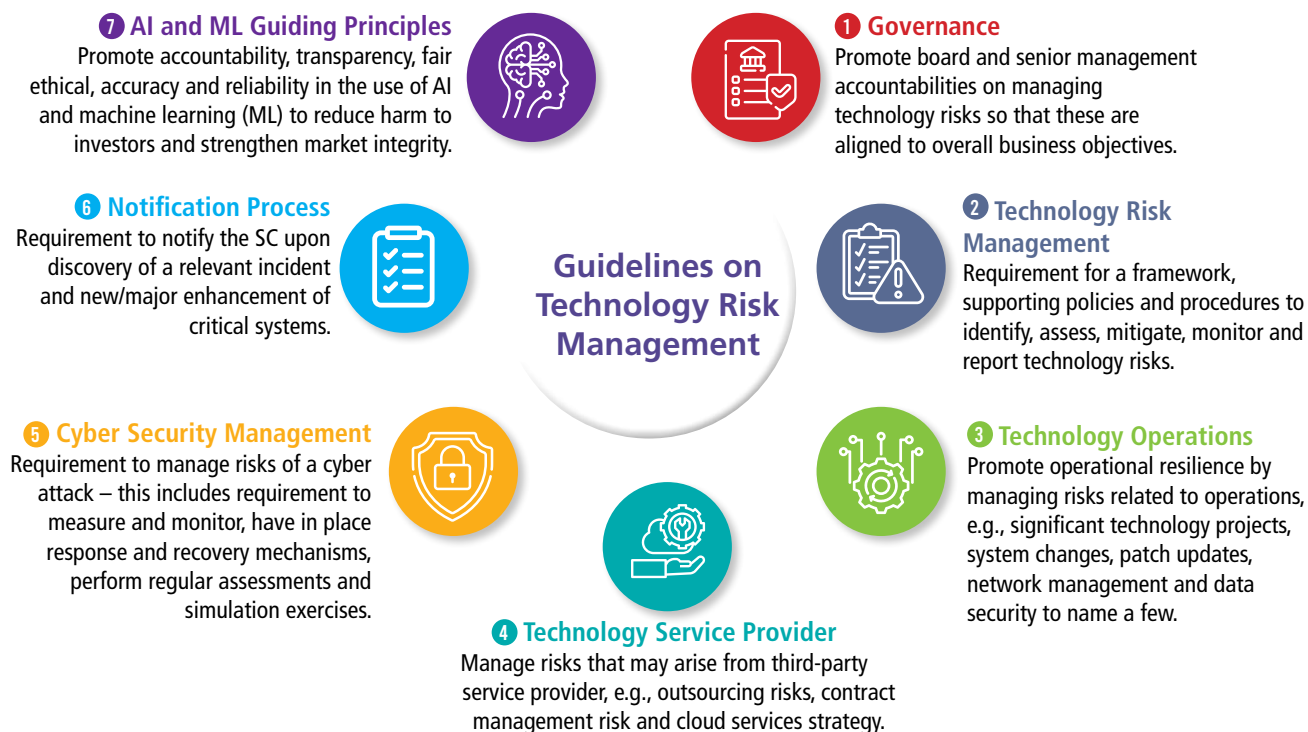 Guidelines on
Technology Risk
Management
1 Governance
Promote board and senior management
accountabilities on managing
technology risks so that these are
aligned to overall business objectives.
2 Technology Risk
Management
Requirement for a framework,
supporting policies and procedures to
identify, assess, mitigate, monitor and
report technology risks.
3 Technology Operations
Promote operational resilience by
managing risks related to operations,
e.g., significant technology projects,
system changes, patch updates,
network management and data
security to name a few.
4 Technology Service Provider
Manage risks that may arise from third-party
service provider, e.g., outsourcing risks, contract
management risk and cloud services strategy.
5 Cyber Security Management
Requirement to manage risks of a cyber
attack – this includes requirement to
measure and monitor, have in place
response and recovery mechanisms,
perform regular assessments and
simulation exercises.
6 Notification Process
Requirement to notify the SC upon
discovery of a relevant incident
and new/major enhancement of
critical systems.
7 AI and ML Guiding Principles
Promote accountability, transparency, fair
ethical, accuracy and reliability in the use of AI
and machine learning (ML) to reduce harm to
investors and strengthen market integrity.